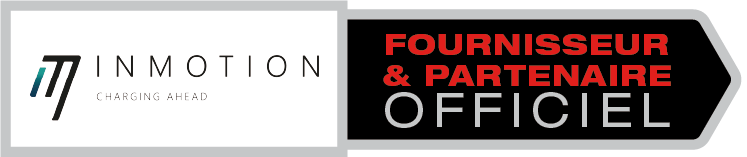 INMOTION
CHARGING AHEAD
FOURNISSEUR
& PARTENAIRE
OFFICIEL